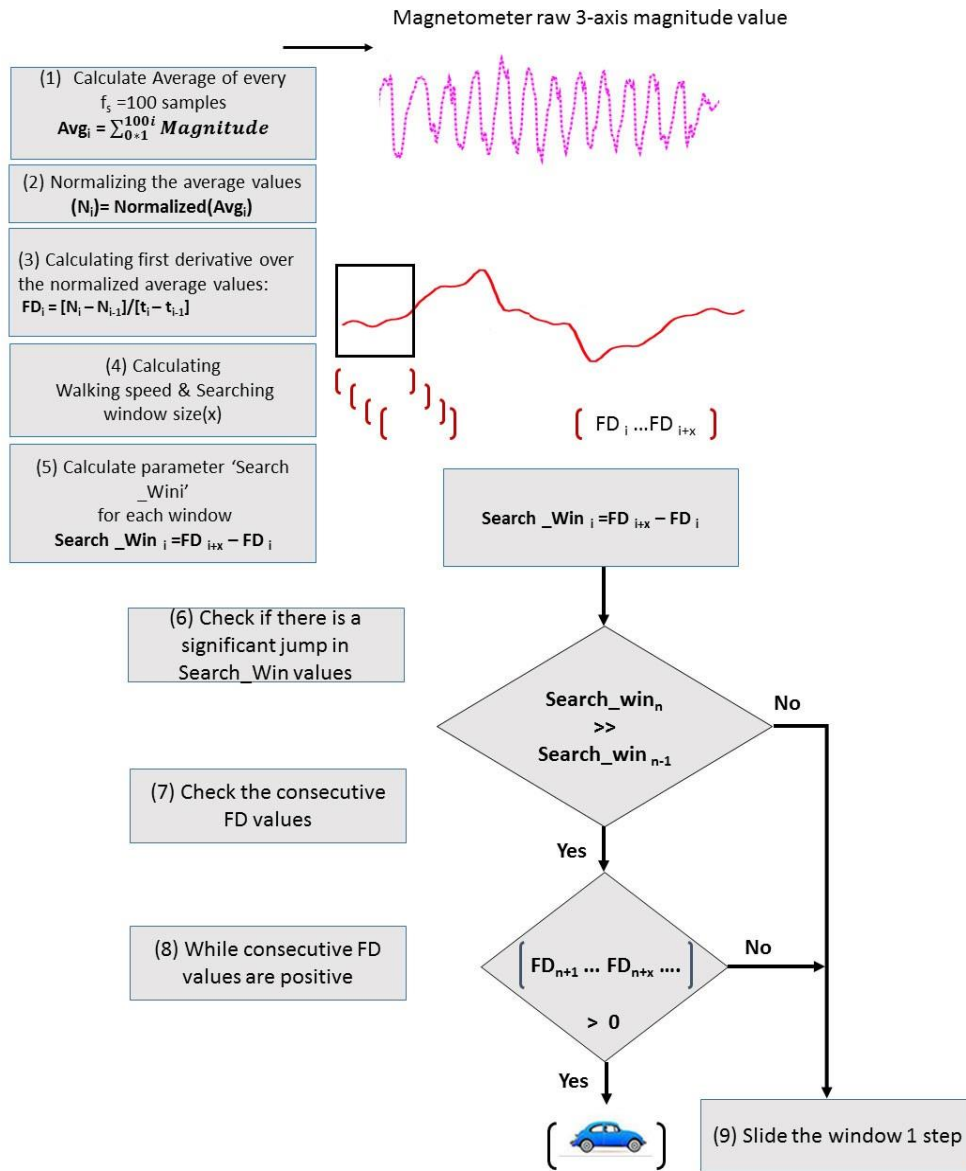 Magnetometer raw 3-axis magnitude value
(1) Calculate Average of every
fs =100 samples
Avgi = ∑0*1^100i Magnitude
(2) Normalizing the average values
(Ni)= Normalized(Avgi)
(3) Calculating first derivative over
the normalized average values:
FDi = [Ni – Ni-1]/[ti – ti-1]
(4) Calculating
Walking speed & Searching
window size(x)
[ FD i ...FD i+x ]
(5) Calculate parameter ‘Search
_Wini’
for each window
Search _Win i =FD i+x – FD i
Search _Win i =FD i+x – FD i
(6) Check if there is a
significant jump in
Search_Win values
Search_winn
>>
Search_win n-1
No
(7) Check the consecutive
FD values
Yes
(8) While consecutive FD
values are positive
[ FDn+1 ... FDn+x .... ]
> 0
No
Yes
(9) Slide the window 1 step